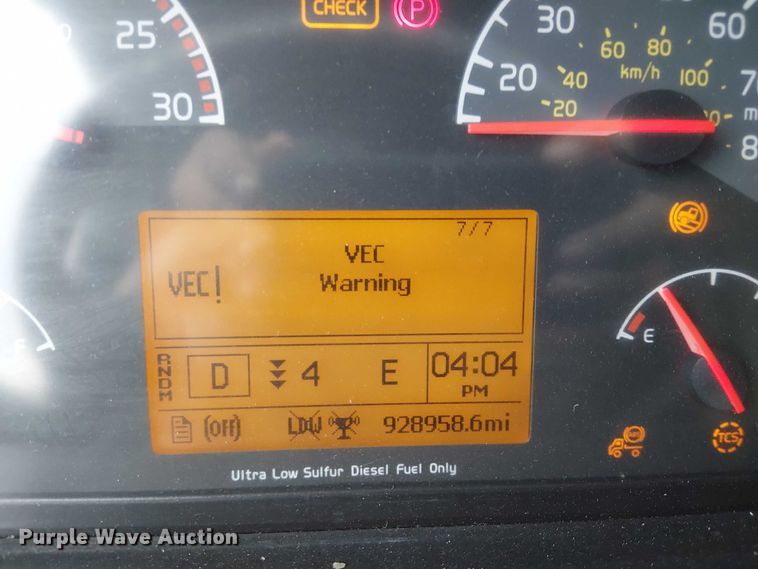 CHECK
P
25
30
20
30
60
70
20
40
60
80
100
km/h
7/7
VEC
VEC!
Warning
E
RNDM
D
4
E
04:04
PM
(OFF)
LDW
928958.6mi
TCS
Ultra Low Sulfur Diesel Fuel Only
Purple Wave Auction